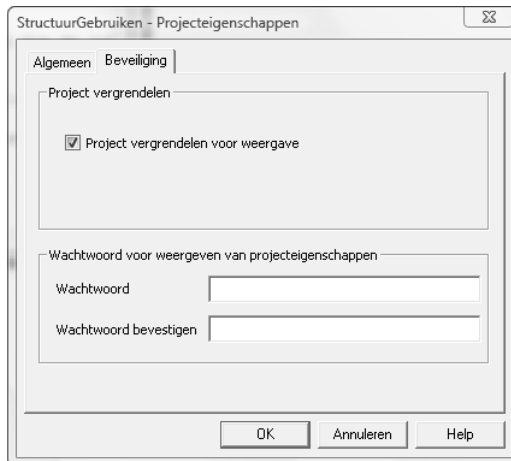 StructuurGebruiken - Projecteigenschappen
Algemeen Beveiliging
Project vergrendelen
Project vergrendelen voor weergave
Wachtwoord voor weergeven van projecteigenschappen
Wachtwoord
Wachtwoord bevestigen
OK Annuleren Help